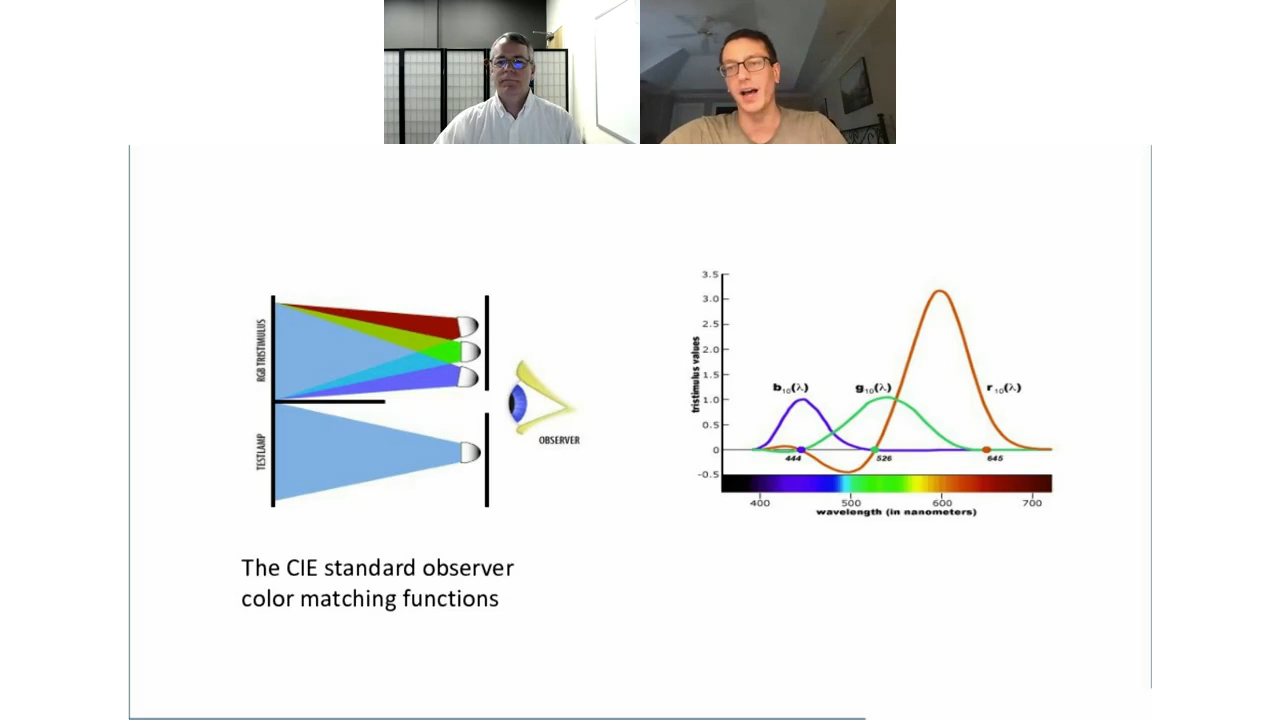 RGB TRISTIMULUS
TESTLAMP
OBSERVER
The CIE standard observer
color matching functions
tristimulus values
3.5
3.0
2.5
2.0
1.5
1.0
0.5
0
-0.5
b10(λ)
g10(λ)
r10(λ)
444
526
645
400
500
600
700
wavelength (in nanometers)